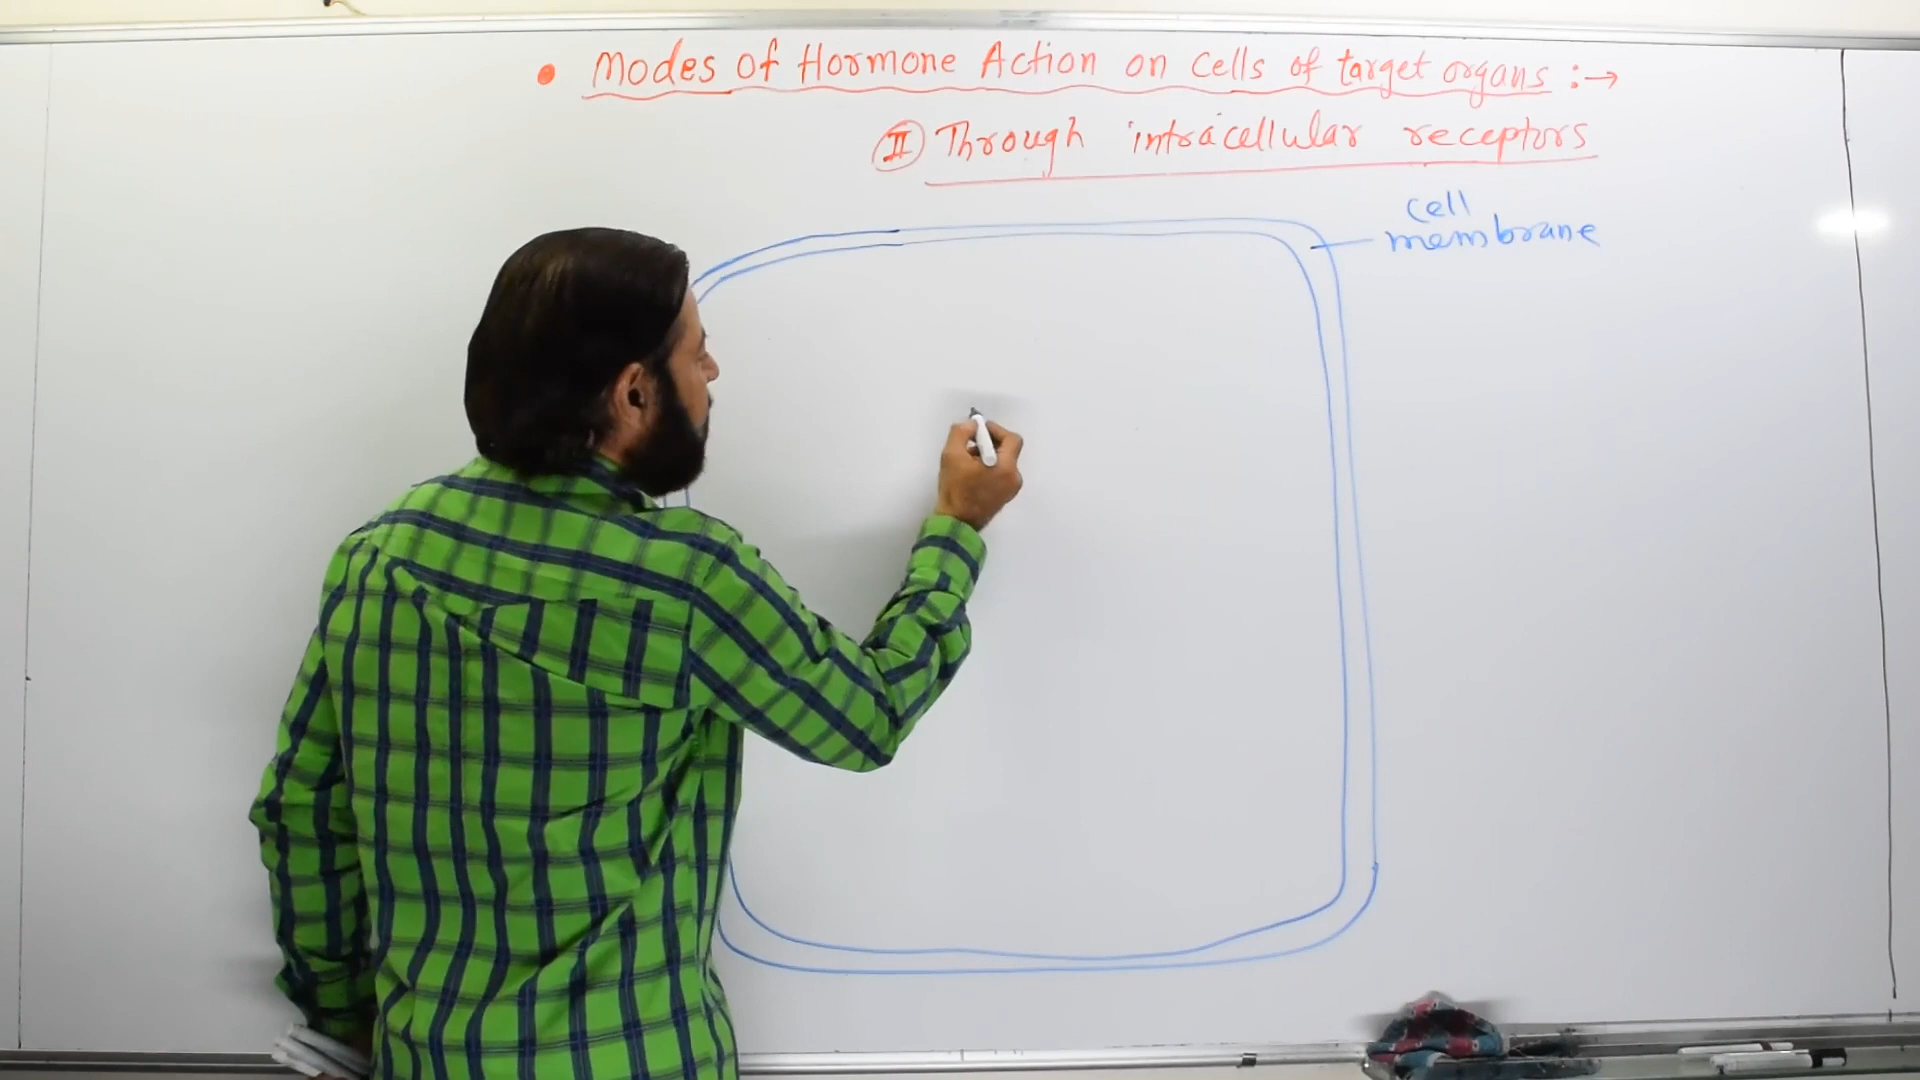 • Modes of Hormone Action on cells of target organs :→
II Through intracellular receptors
cell
membrane